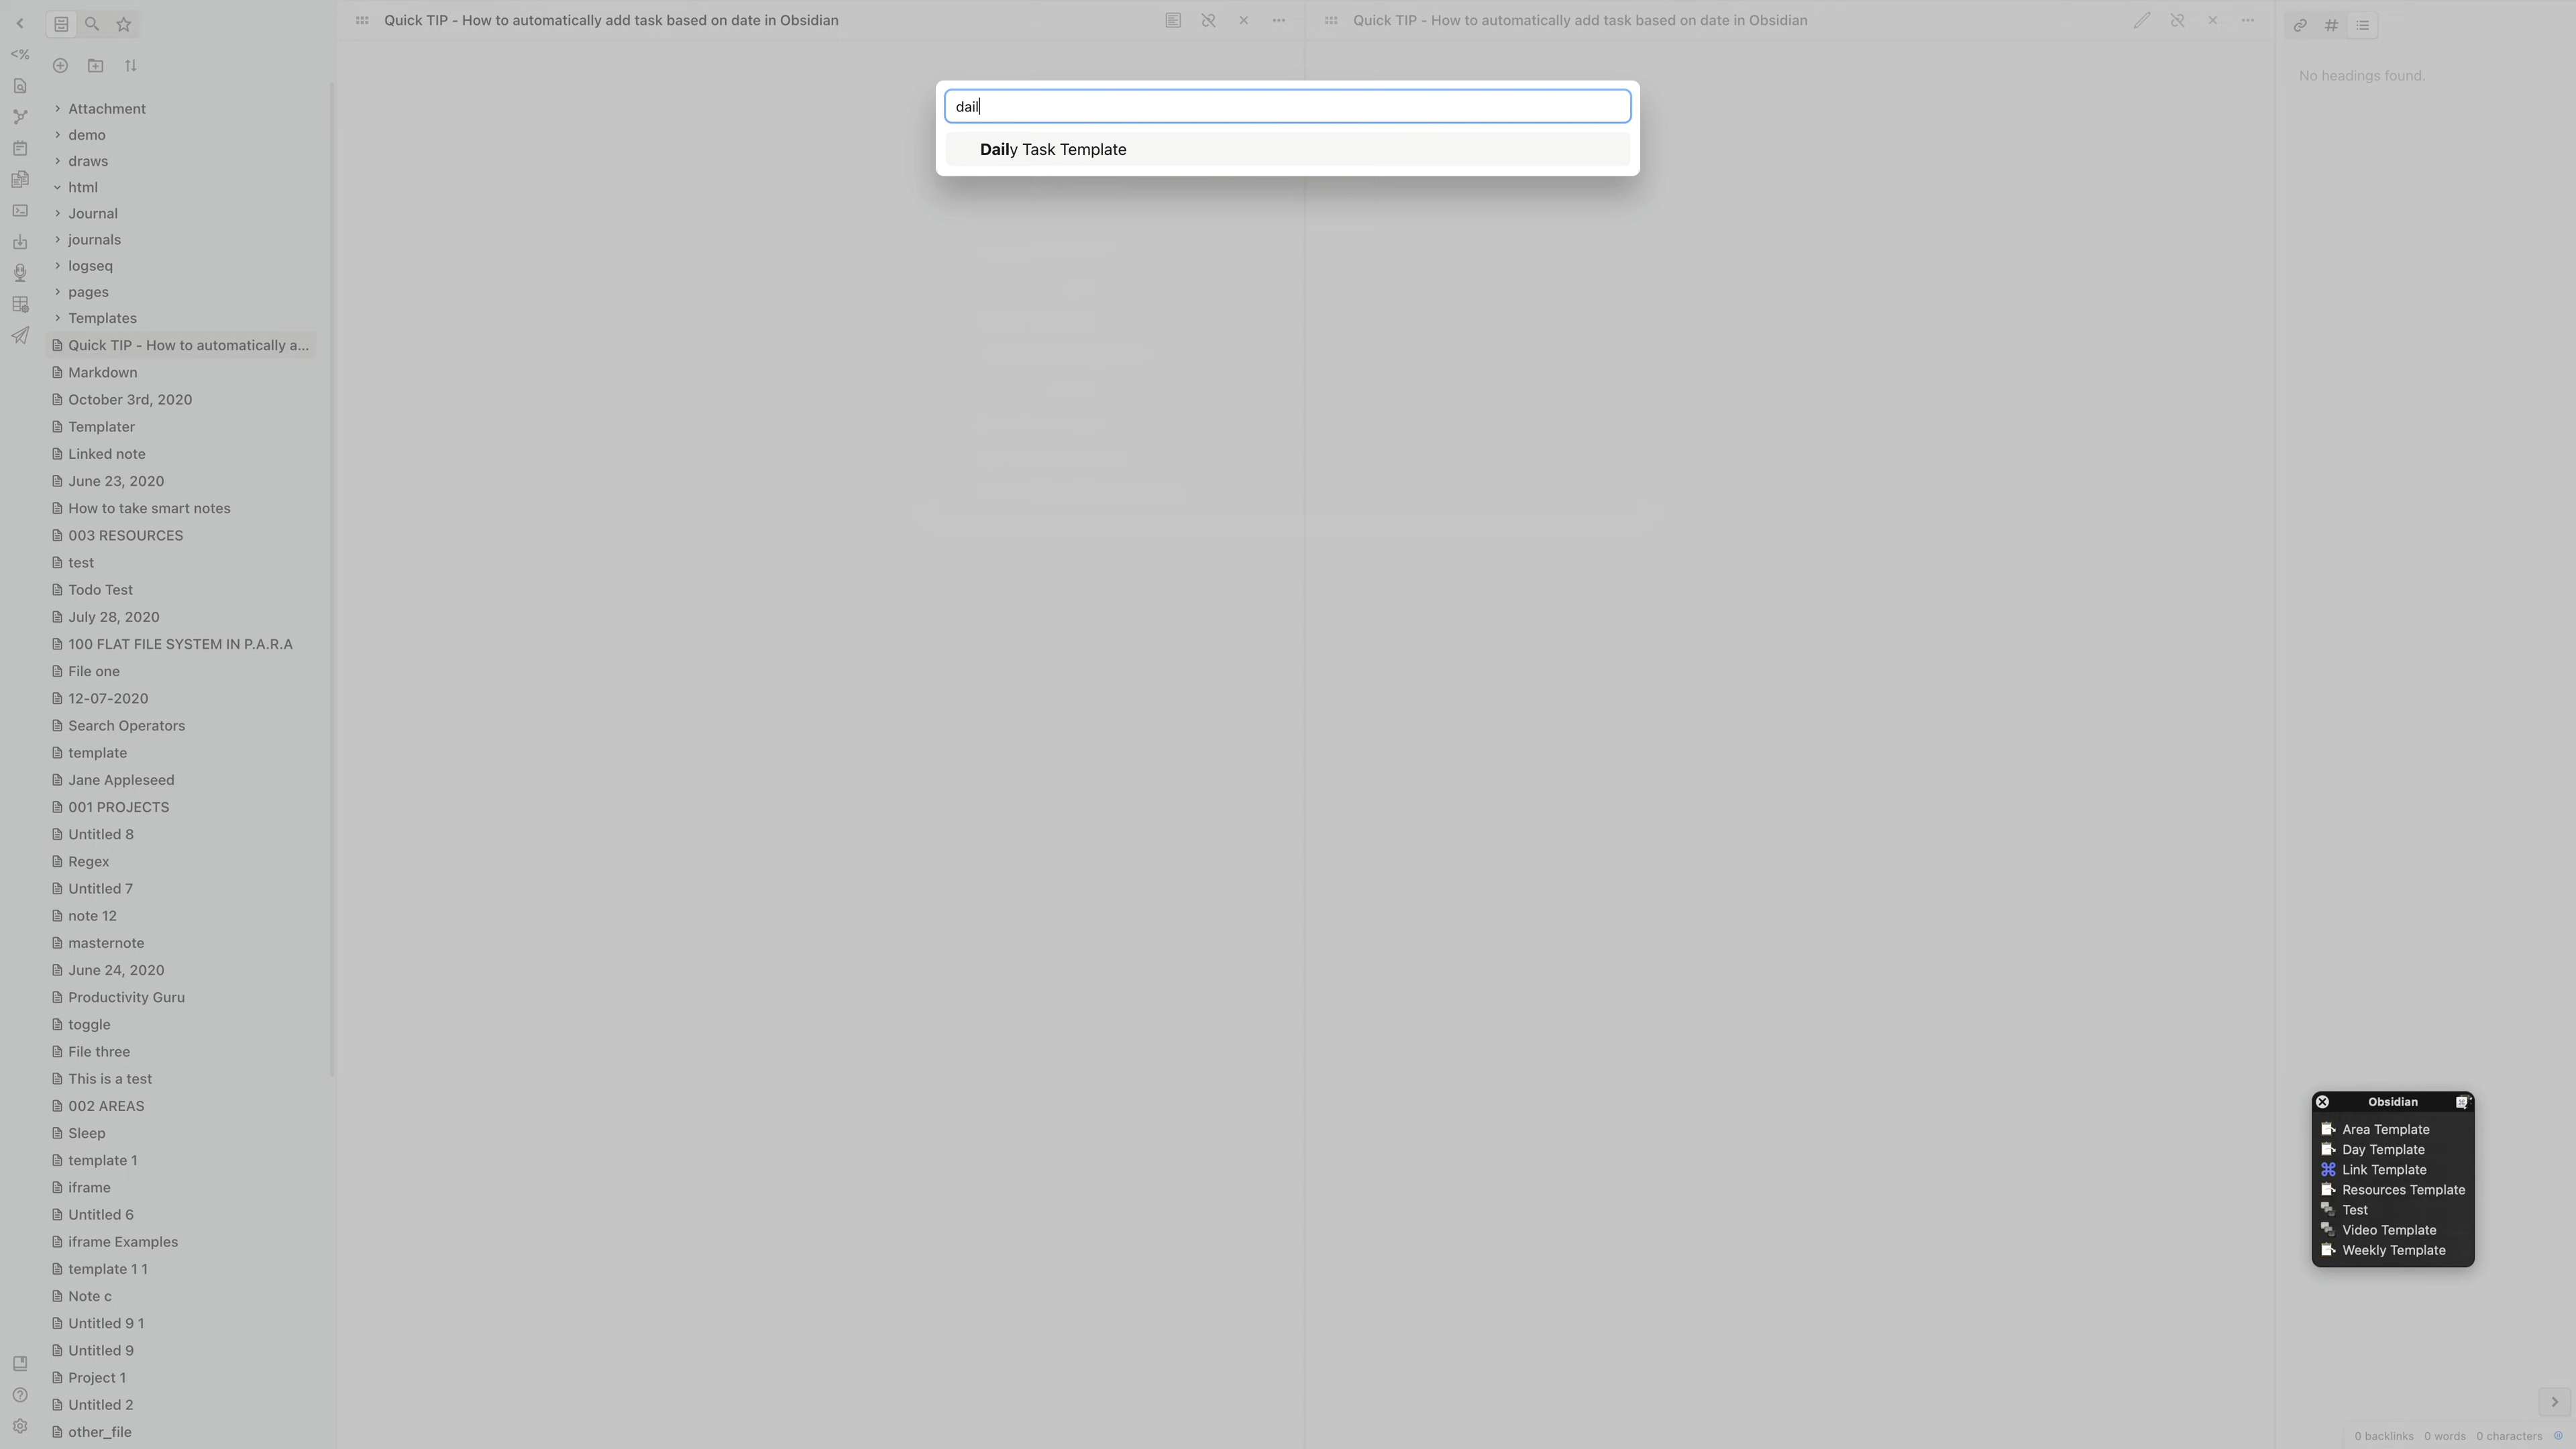 Quick TIP - How to automatically add task based on date in Obsidian
Quick TIP - How to automatically add task based on date in Obsidian
dail
Daily Task Template
<%
Attachment
demo
draws
html
Journal
journals
logseq
pages
Templates
Quick TIP - How to automatically a...
Markdown
October 3rd, 2020
Templater
Linked note
June 23, 2020
How to take smart notes
003 RESOURCES
test
Todo Test
July 28, 2020
100 FLAT FILE SYSTEM IN P.A.R.A
File one
12-07-2020
Search Operators
template
Jane Appleseed
001 PROJECTS
Untitled 8
Regex
Untitled 7
note 12
masternote
June 24, 2020
Productivity Guru
toggle
File three
This is a test
002 AREAS
Sleep
template 1
iframe
Untitled 6
iframe Examples
template 1 1
Note c
Untitled 9 1
Untitled 9
Project 1
Untitled 2
other_file
No headings found.
Obsidian
Area Template
Day Template
Link Template
Resources Template
Test
Video Template
Weekly Template
0 backlinks 0 words 0 characters